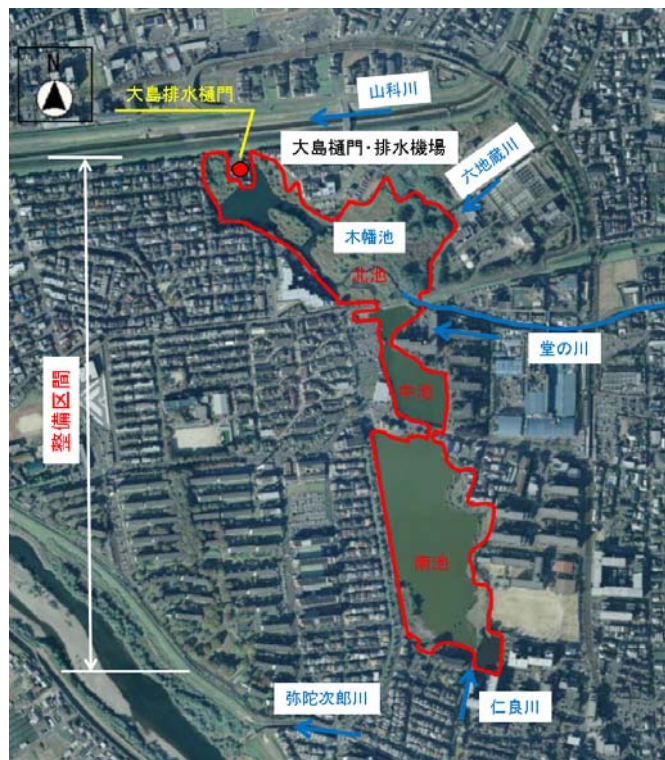 N
大島排水樋門
山科川
大島樋門・排水機場
六地蔵川
木幡池
北池
堂の川
中池
整備区間
南池
弥陀次郎川
仁良川